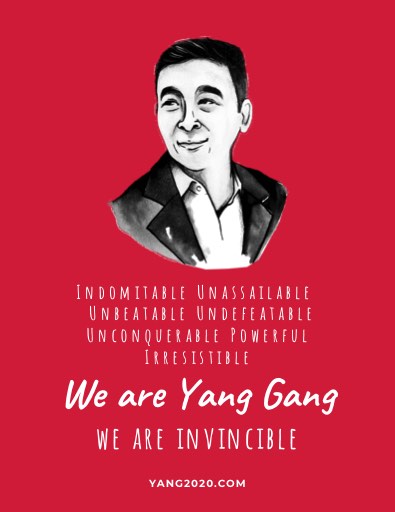 Indomitable Unassailable
Unbeatable Undefeatable
Unconquerable Powerful
Irresistible
We are Yang Gang
WE ARE INVINCIBLE
YANG2020.COM